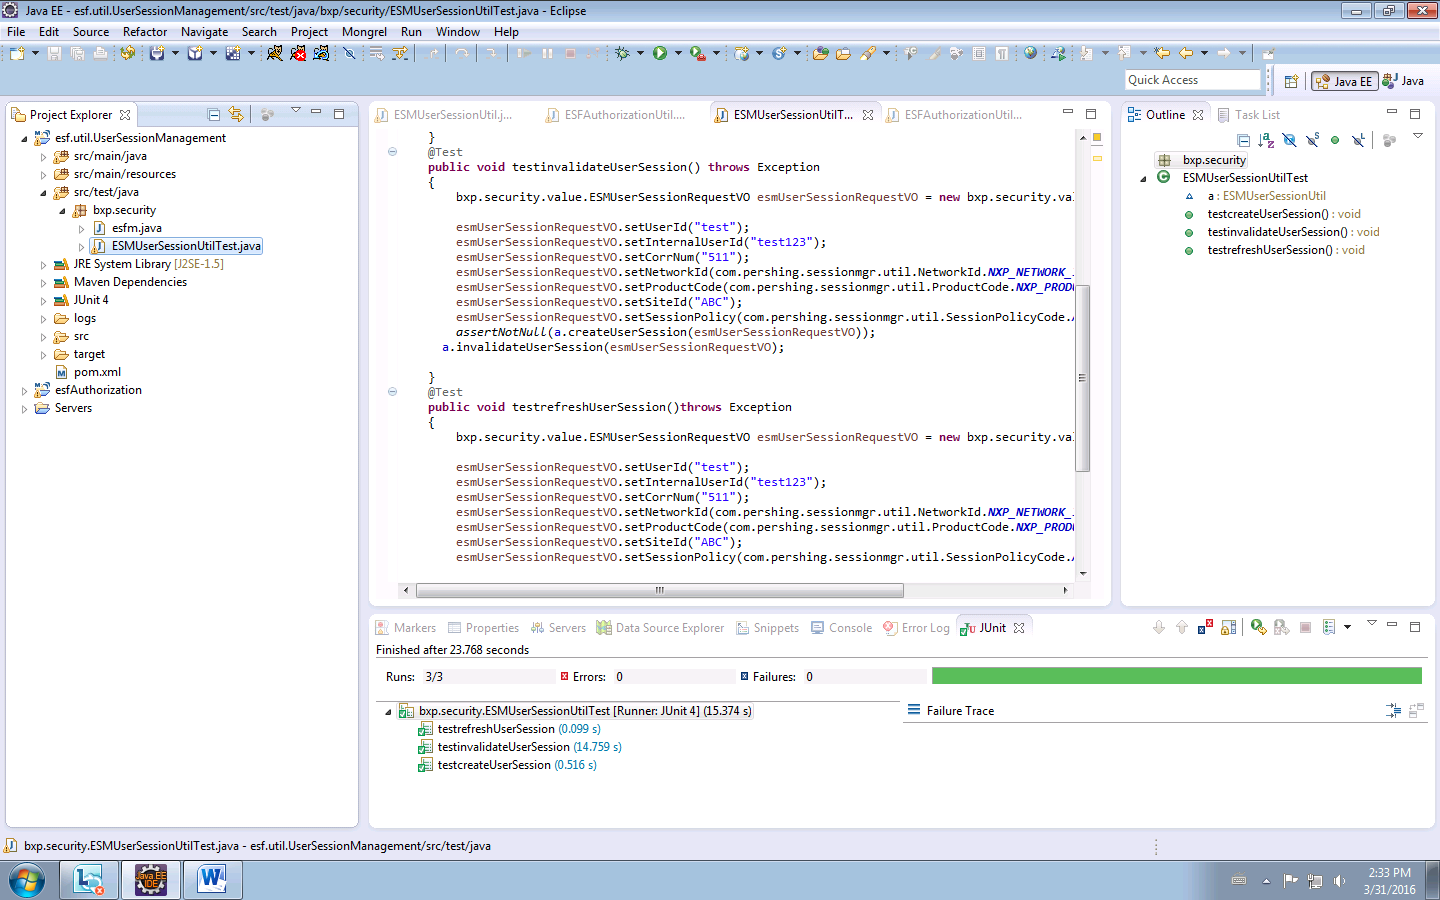 Java EE - esf.util.UserSessionManagement/src/test/java/bxp/security/ESMUserSessionUtilTest.java - Eclipse
File Edit Source Refactor Navigate Search Project Mongrel Run Window Help
Quick Access
Java EE
Java
Project Explorer
esf.util.UserSessionManagement
src/main/java
src/main/resources
src/test/java
bxp.security
esfm.java
ESMUserSessionUtilTest.java
JRE System Library [J2SE-1.5]
Maven Dependencies
JUnit 4
logs
src
target
pom.xml
esfAuthorization
Servers
ESMUserSessionUtil.j...
ESFAuthorizationUtil....
ESMUserSessionUtilT...
ESFAuthorizationUtil...
}
@Test
public void testinvalidateUserSession() throws Exception
{
bxp.security.value.ESMUserSessionRequestVO esmUserSessionRequestVO = new bxp.security.va
esmUserSessionRequestVO.setUserId("test");
esmUserSessionRequestVO.setInternalUserId("test123");
esmUserSessionRequestVO.setCorrNum("511");
esmUserSessionRequestVO.setNetworkId(com.pershing.sessionmgr.util.NetworkId.NXP_NETWORK_
esmUserSessionRequestVO.setProductCode(com.pershing.sessionmgr.util.ProductCode.NXP_PRODU
esmUserSessionRequestVO.setSiteId("ABC");
esmUserSessionRequestVO.setSessionPolicy(com.pershing.sessionmgr.util.SessionPolicyCode.A
assertNotNull(a.createUserSession(esmUserSessionRequestVO));
a.invalidateUserSession(esmUserSessionRequestVO);
}
@Test
public void testrefreshUserSession()throws Exception
{
bxp.security.value.ESMUserSessionRequestVO esmUserSessionRequestVO = new bxp.security.va
esmUserSessionRequestVO.setUserId("test");
esmUserSessionRequestVO.setInternalUserId("test123");
esmUserSessionRequestVO.setCorrNum("511");
esmUserSessionRequestVO.setNetworkId(com.pershing.sessionmgr.util.NetworkId.NXP_NETWORK_
esmUserSessionRequestVO.setProductCode(com.pershing.sessionmgr.util.ProductCode.NXP_PRODU
esmUserSessionRequestVO.setSiteId("ABC");
esmUserSessionRequestVO.setSessionPolicy(com.pershing.sessionmgr.util.SessionPolicyCode.A
Outline
Task List
bxp.security
ESMUserSessionUtilTest
a : ESMUserSessionUtil
testcreateUserSession() : void
testinvalidateUserSession() : void
testrefreshUserSession() : void
Markers Properties Servers Data Source Explorer Snippets Console Error Log JUnit
Finished after 23.768 seconds
Runs: 3/3 Errors: 0 Failures: 0
bxp.security.ESMUserSessionUtilTest [Runner: JUnit 4] (15.374 s)
testrefreshUserSession (0.099 s)
testinvalidateUserSession (14.759 s)
testcreateUserSession (0.516 s)
Failure Trace
bxp.security.ESMUserSessionUtilTest.java - esf.util.UserSessionManagement/src/test/java
Java EE
IDE
2:33 PM
3/31/2016